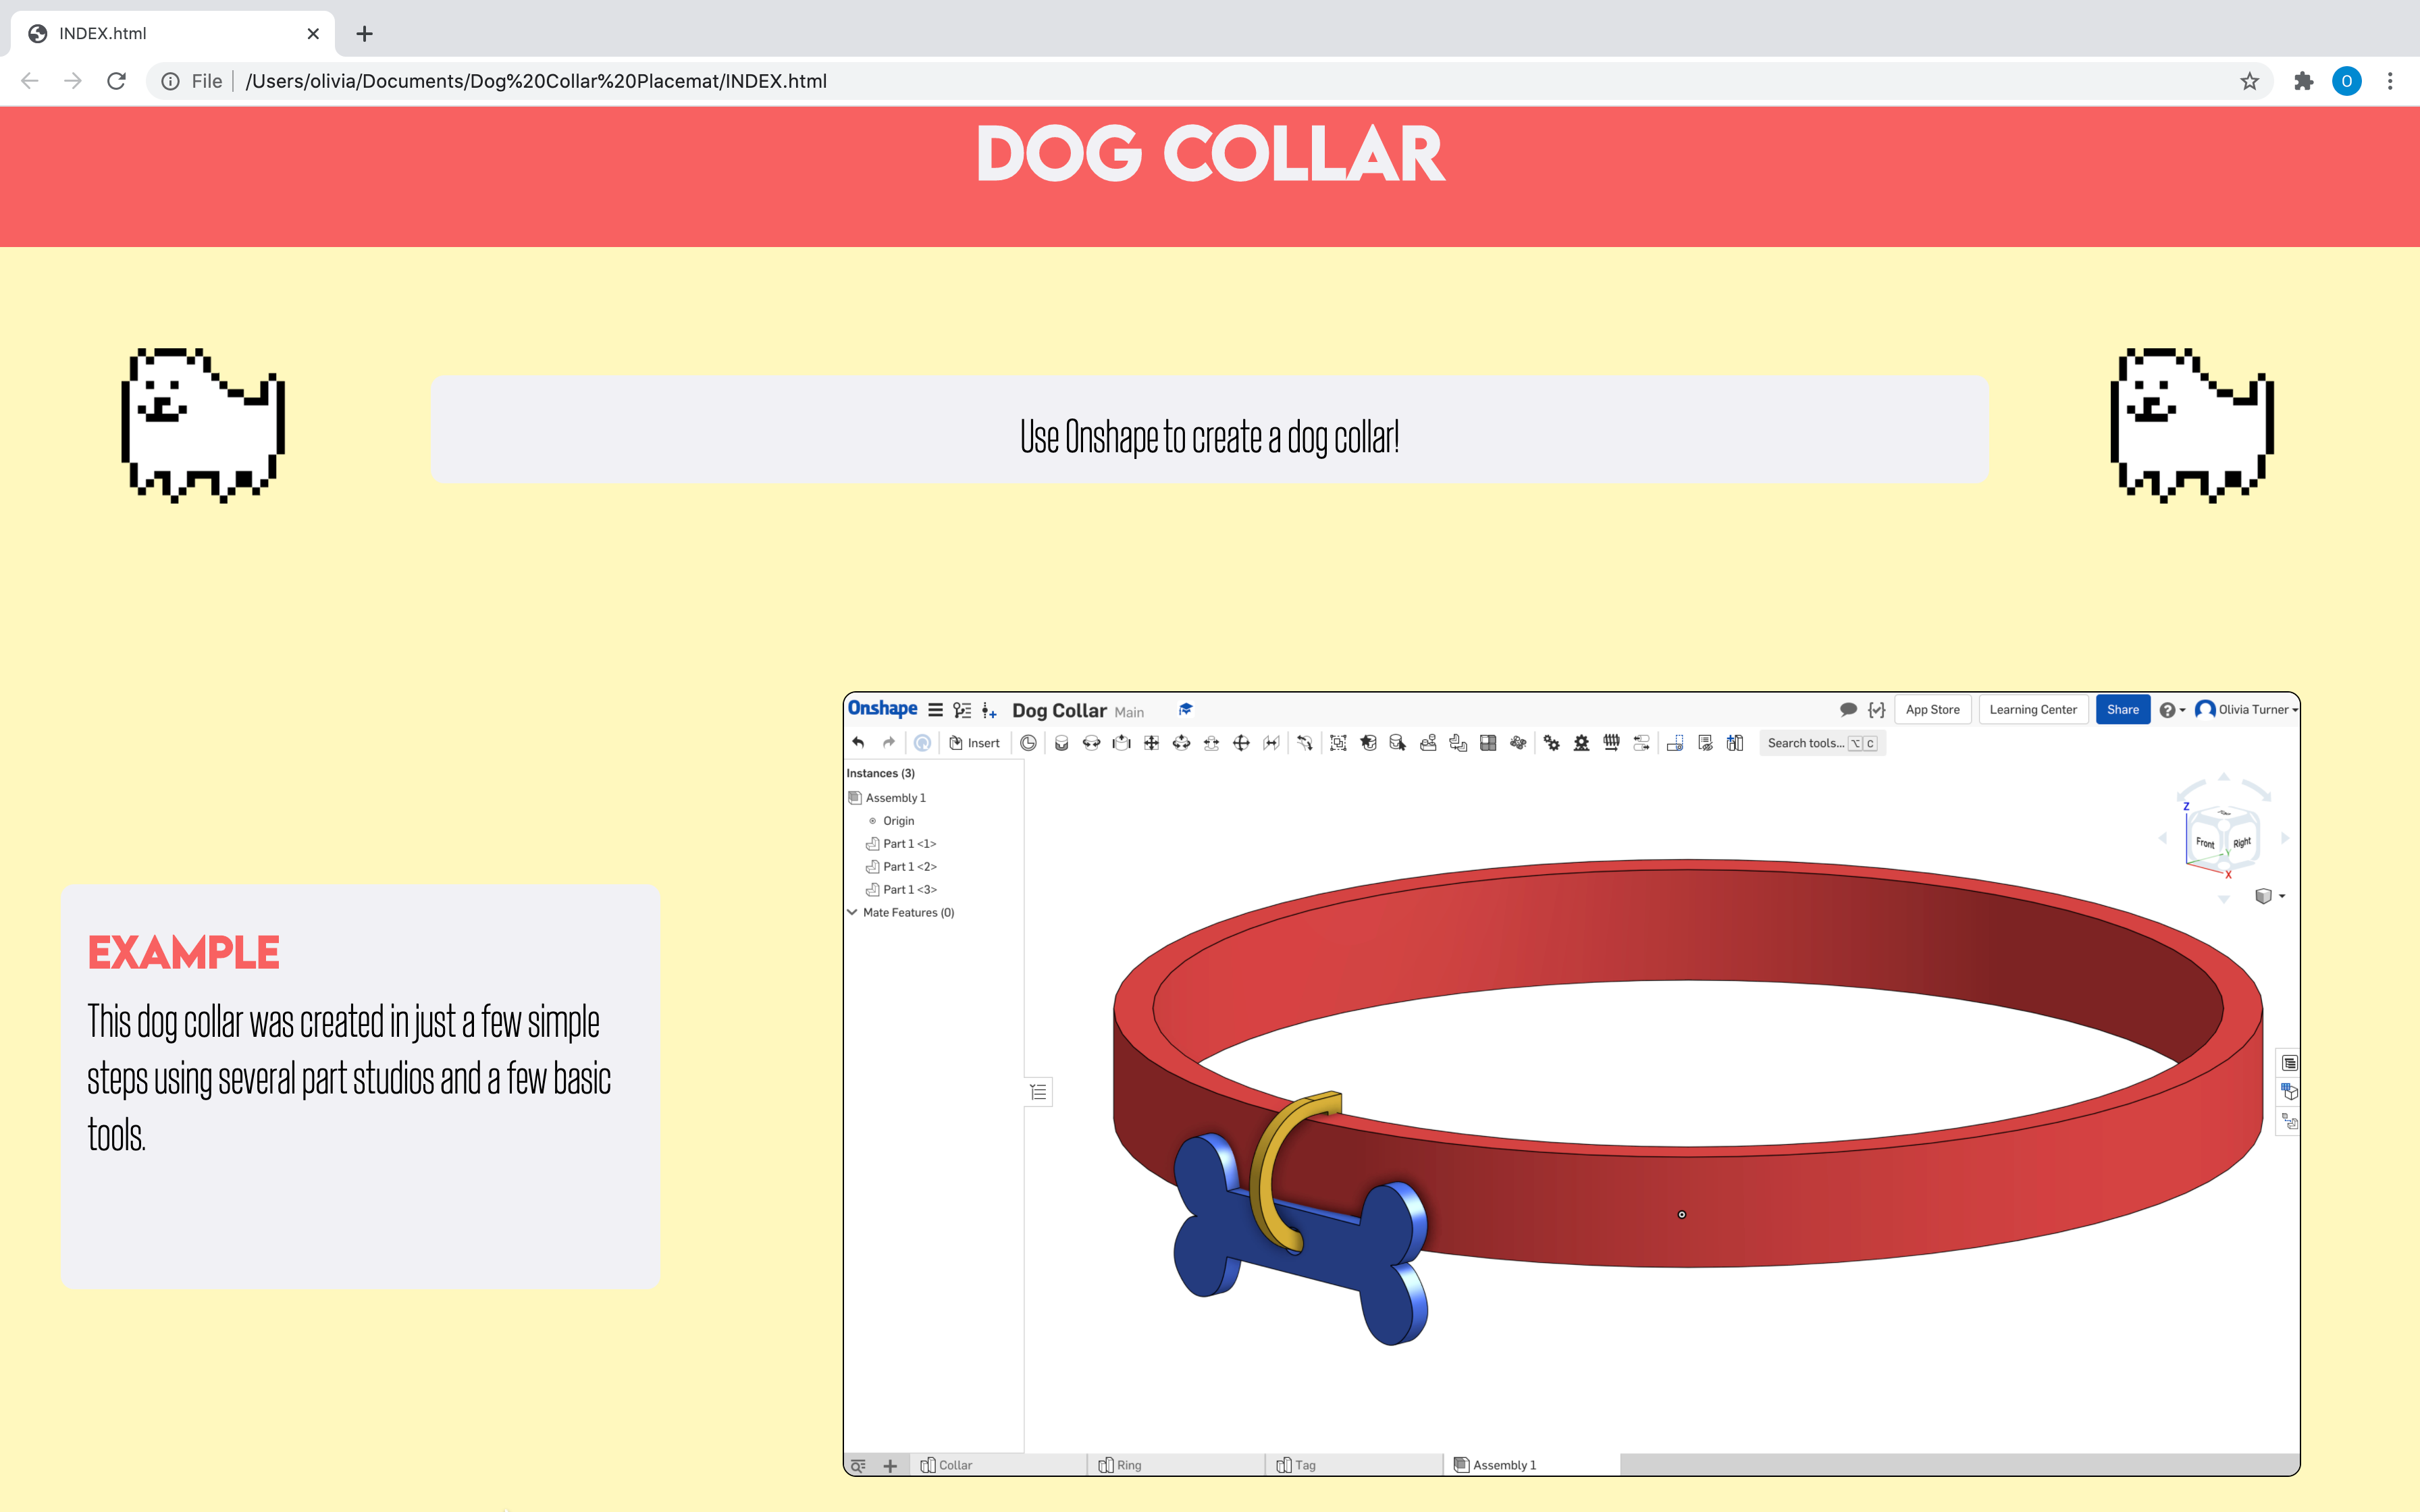 INDEX.html
File
/Users/olivia/Documents/Dog%20Collar%20Placemat/INDEX.html
O
DOG COLLAR
Use Onshape to create a dog collar!
EXAMPLE
This dog collar was created in just a few simple
steps using several part studios and a few basic
tools.
Onshape Dog Collar Main
App Store Learning Center Share Olivia Turner
Insert Search tools... ⌥ C
Instances (3)
Assembly 1
Origin
Part 1 <1>
Part 1 <2>
Part 1 <3>
Mate Features (0)
Z
Front Right
X
Collar Ring Tag Assembly 1